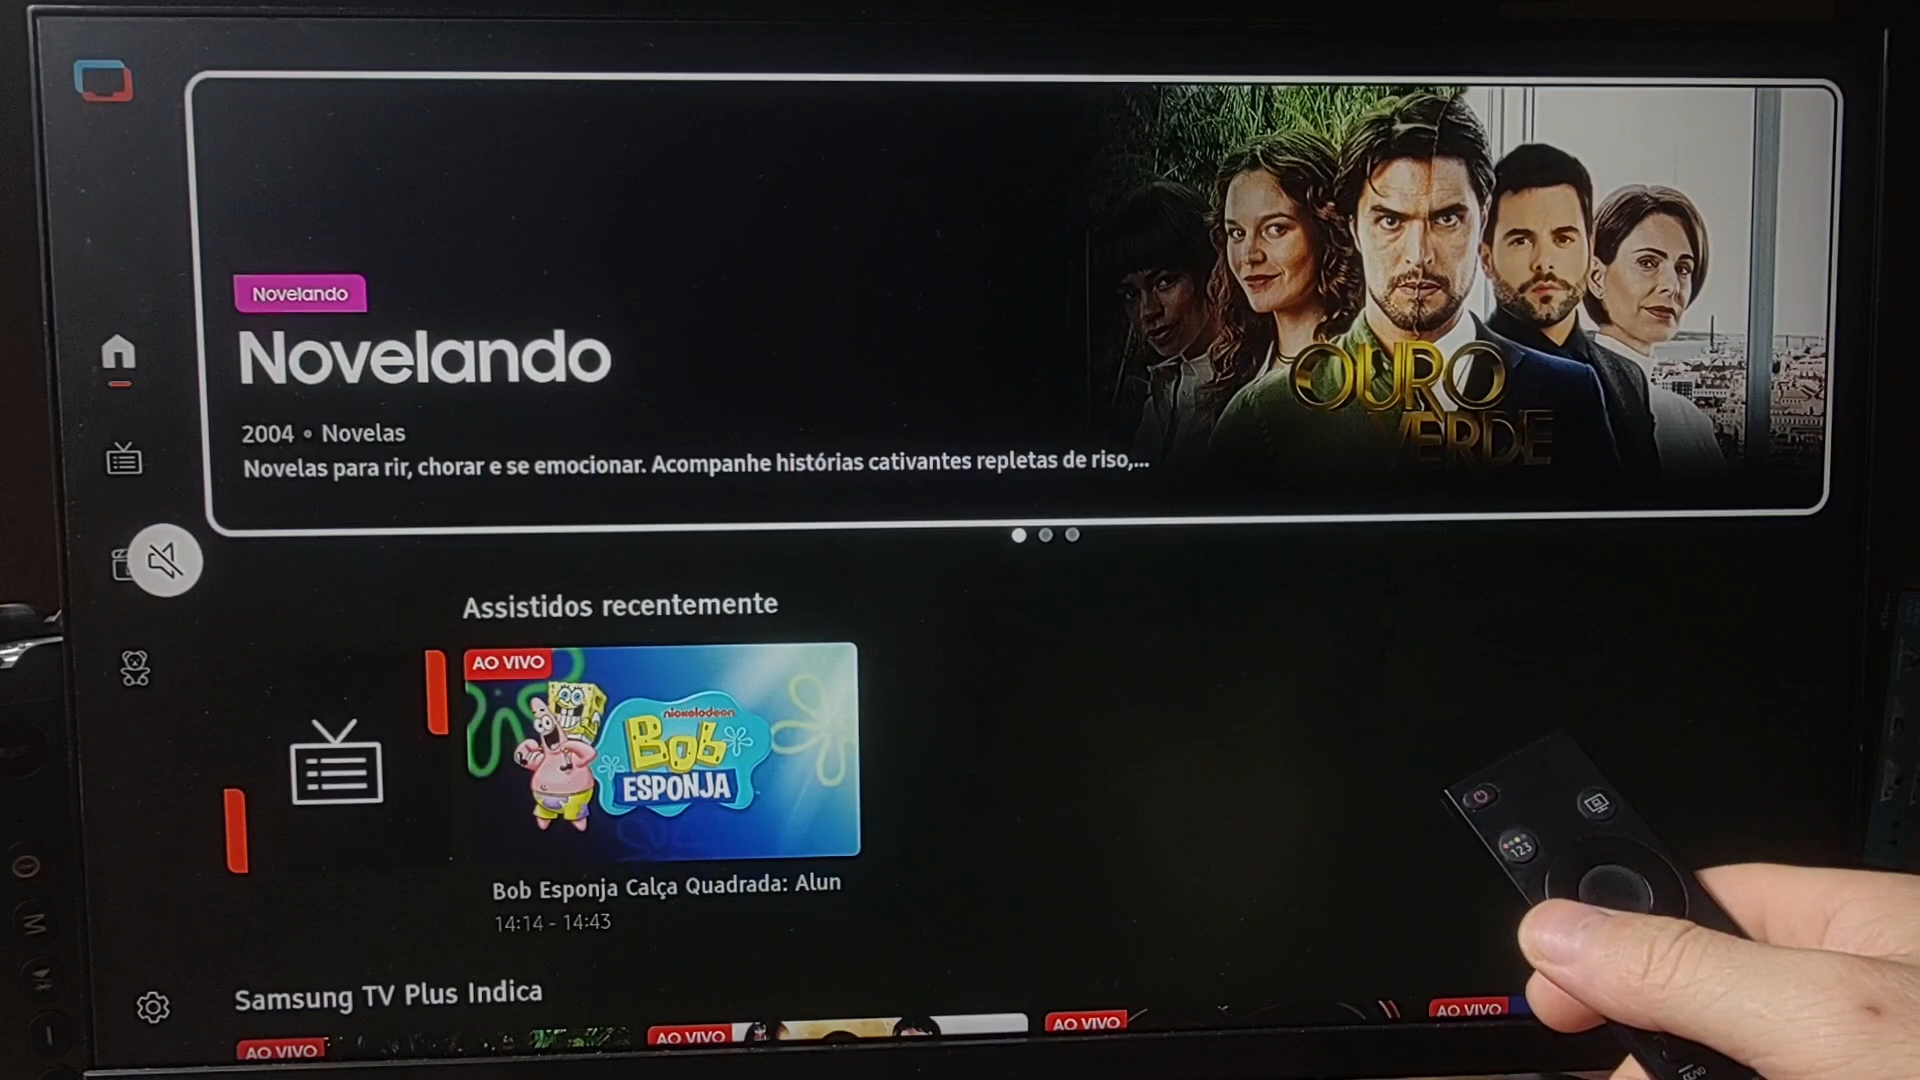 Novelando
Novelando
2004 • Novelas
Novelas para rir, chorar e se emocionar. Acompanhe histórias cativantes repletas de riso,...
OURO
VERDE
Assistidos recentemente
AO VIVO
nickelodeon
Bob
ESPONJA
Bob Esponja Calça Quadrada: Alun
14:14 - 14:43
Samsung TV Plus Indica
AO VIVO
AO VIVO
AO VIVO
AO VIVO
123
M